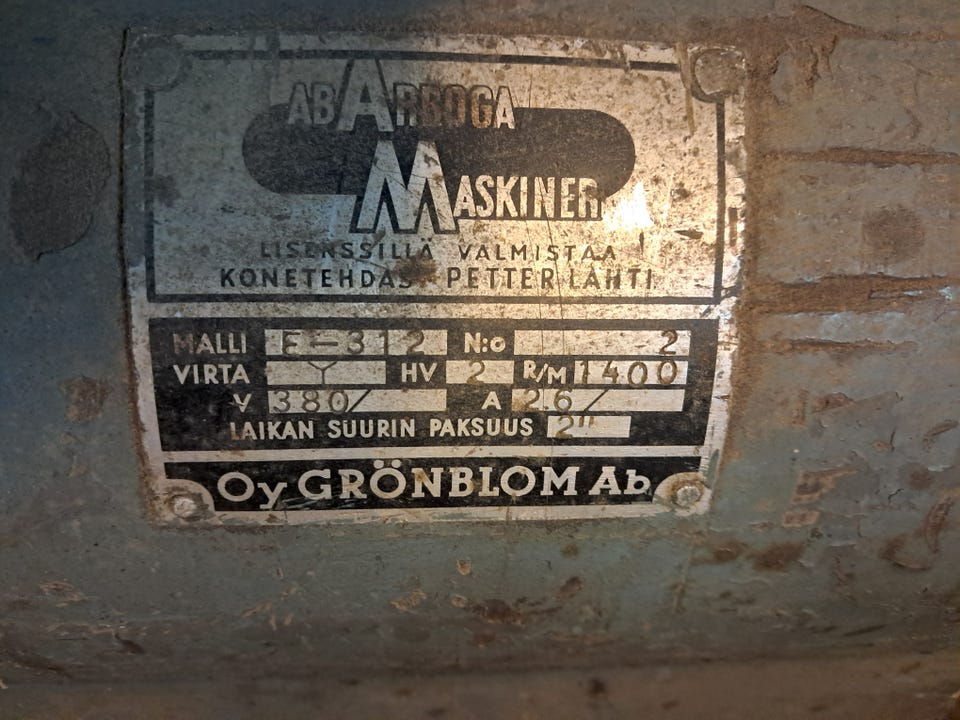 AB ARBOGA
MASKINER
LISENSSILLÄ VALMISTAA
KONETEHDAS PETTER LAHTI
MALLI E-312 N:o 2
VIRTA Y HV 2 R/M 1400
V 380/ A 26/
LAIKAN SUURIN PAKSUUS 2"
Oy GRÖNBLOM Ab